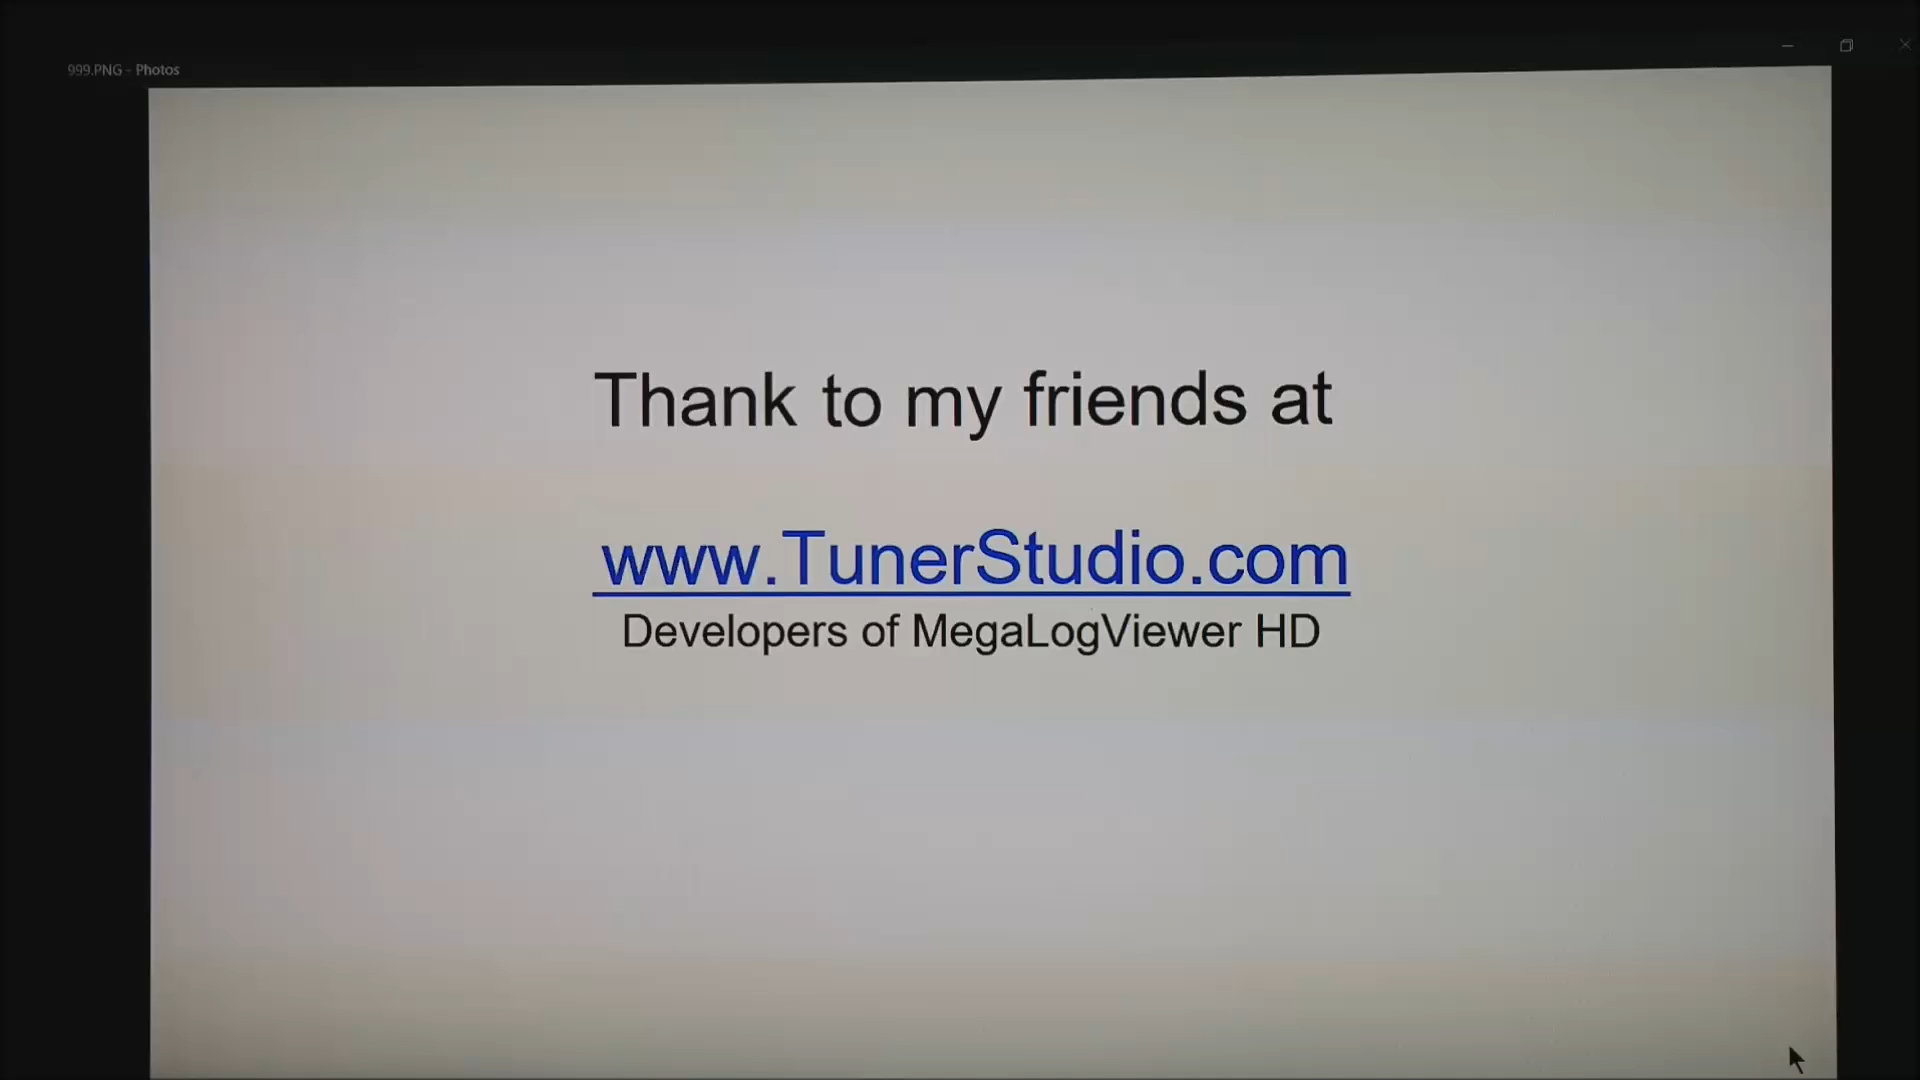 999.PNG - Photos
Thank to my friends at
www.TunerStudio.com
Developers of MegaLogViewer HD